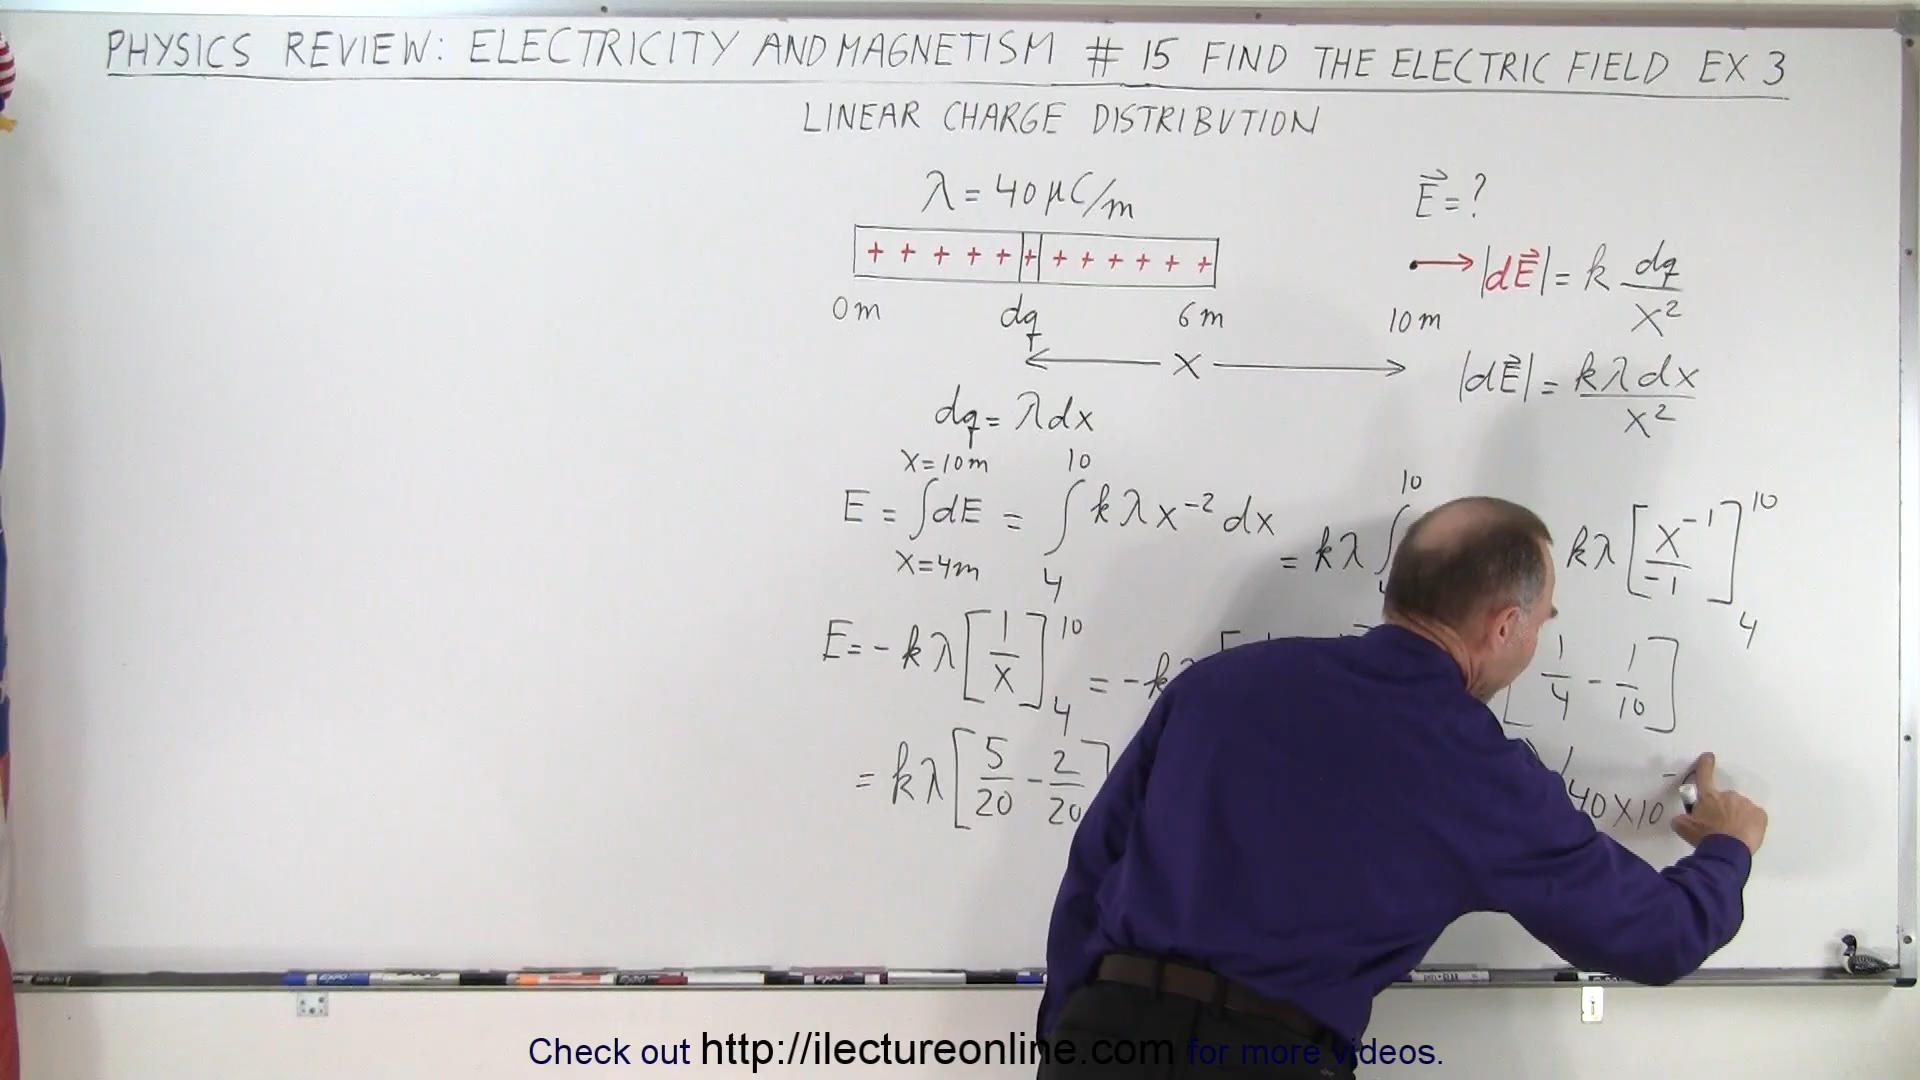 PHYSICS REVIEW: ELECTRICITY AND MAGNETISM # 15 FIND THE ELECTRIC FIELD EX 3
LINEAR CHARGE DISTRIBUTION
λ = 40 μC/m
E⃗ = ?
+ + + + + + + + + + + +
|dE⃗| = k dq/x²
0m dq 6m 10m
x
|dE⃗| = kλdx/x²
dq = λdx
E = ∫ x=4m x=10m dE = ∫ 4 10 kλx⁻² dx = kλ ∫ 10 kλ [x⁻¹/-1] 4 10
E = -kλ [1/x] 4 10 = -k 1/4 - 1/10]
= kλ [5/20 - 2/20] 40 x 10
Check out http://ilectureonline.com for more videos.